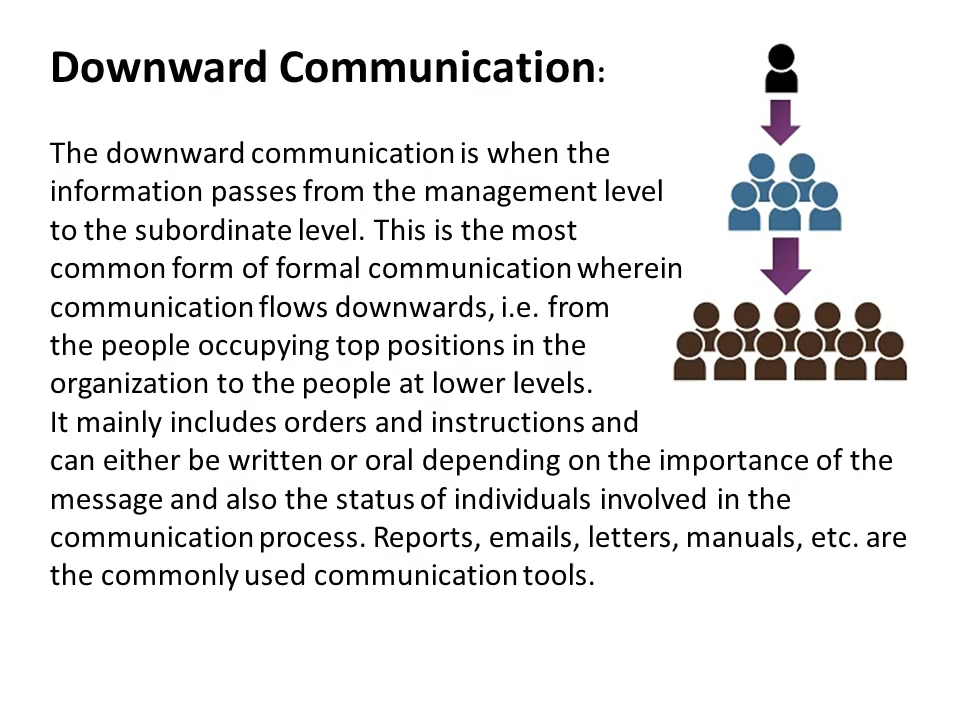 Downward Communication:
The downward communication is when the
information passes from the management level
to the subordinate level. This is the most
common form of formal communication wherein
communication flows downwards, i.e. from
the people occupying top positions in the
organization to the people at lower levels.
It mainly includes orders and instructions and
can either be written or oral depending on the importance of the
message and also the status of individuals involved in the
communication process. Reports, emails, letters, manuals, etc. are
the commonly used communication tools.